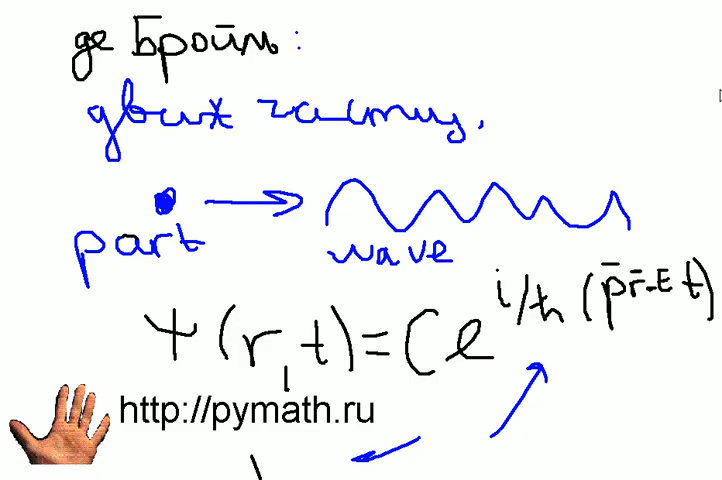 де Бройль:
движ частиц.
part
wave
Ψ(r,t)=Ce^{i/ħ(p̄r̄-Et)}
http://pymath.ru